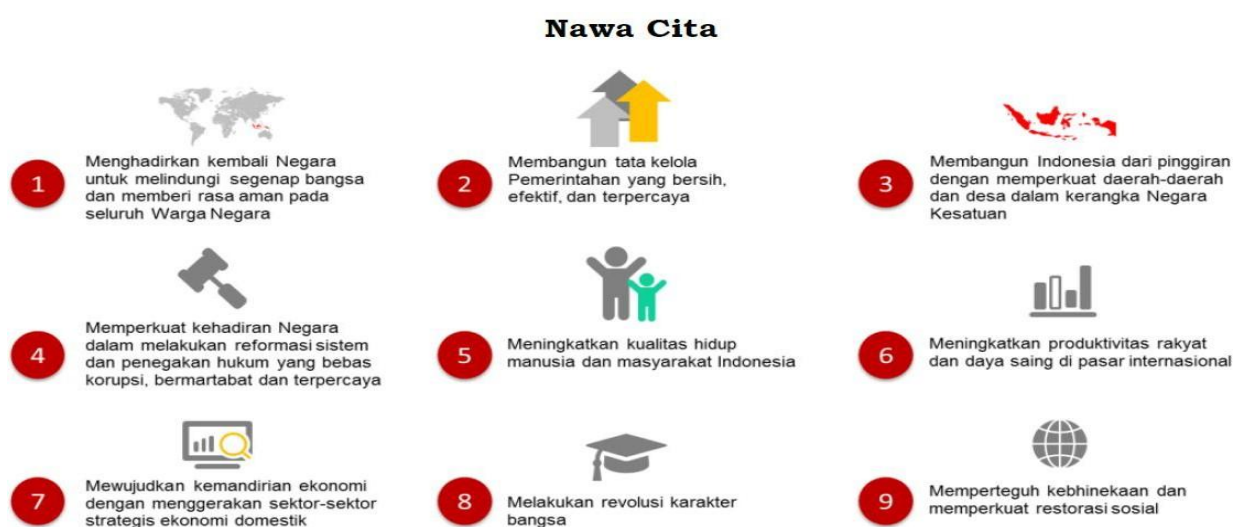 Nawa Cita
1
Menghadirkan kembali Negara
untuk melindungi segenap bangsa
dan memberi rasa aman pada
seluruh Warga Negara
2
Membangun tata kelola
Pemerintahan yang bersih,
efektif, dan terpercaya
3
Membangun Indonesia dari pinggiran
dengan memperkuat daerah-daerah
dan desa dalam kerangka Negara
Kesatuan
4
Memperkuat kehadiran Negara
dalam melakukan reformasi sistem
dan penegakan hukum yang bebas
korupsi, bermartabat dan terpercaya
5
Meningkatkan kualitas hidup
manusia dan masyarakat Indonesia
6
Meningkatkan produktivitas rakyat
dan daya saing di pasar internasional
7
Mewujudkan kemandirian ekonomi
dengan menggerakan sektor-sektor
strategis ekonomi domestik
8
Melakukan revolusi karakter
bangsa
9
Memperteguh kebhinekaan dan
memperkuat restorasi sosial